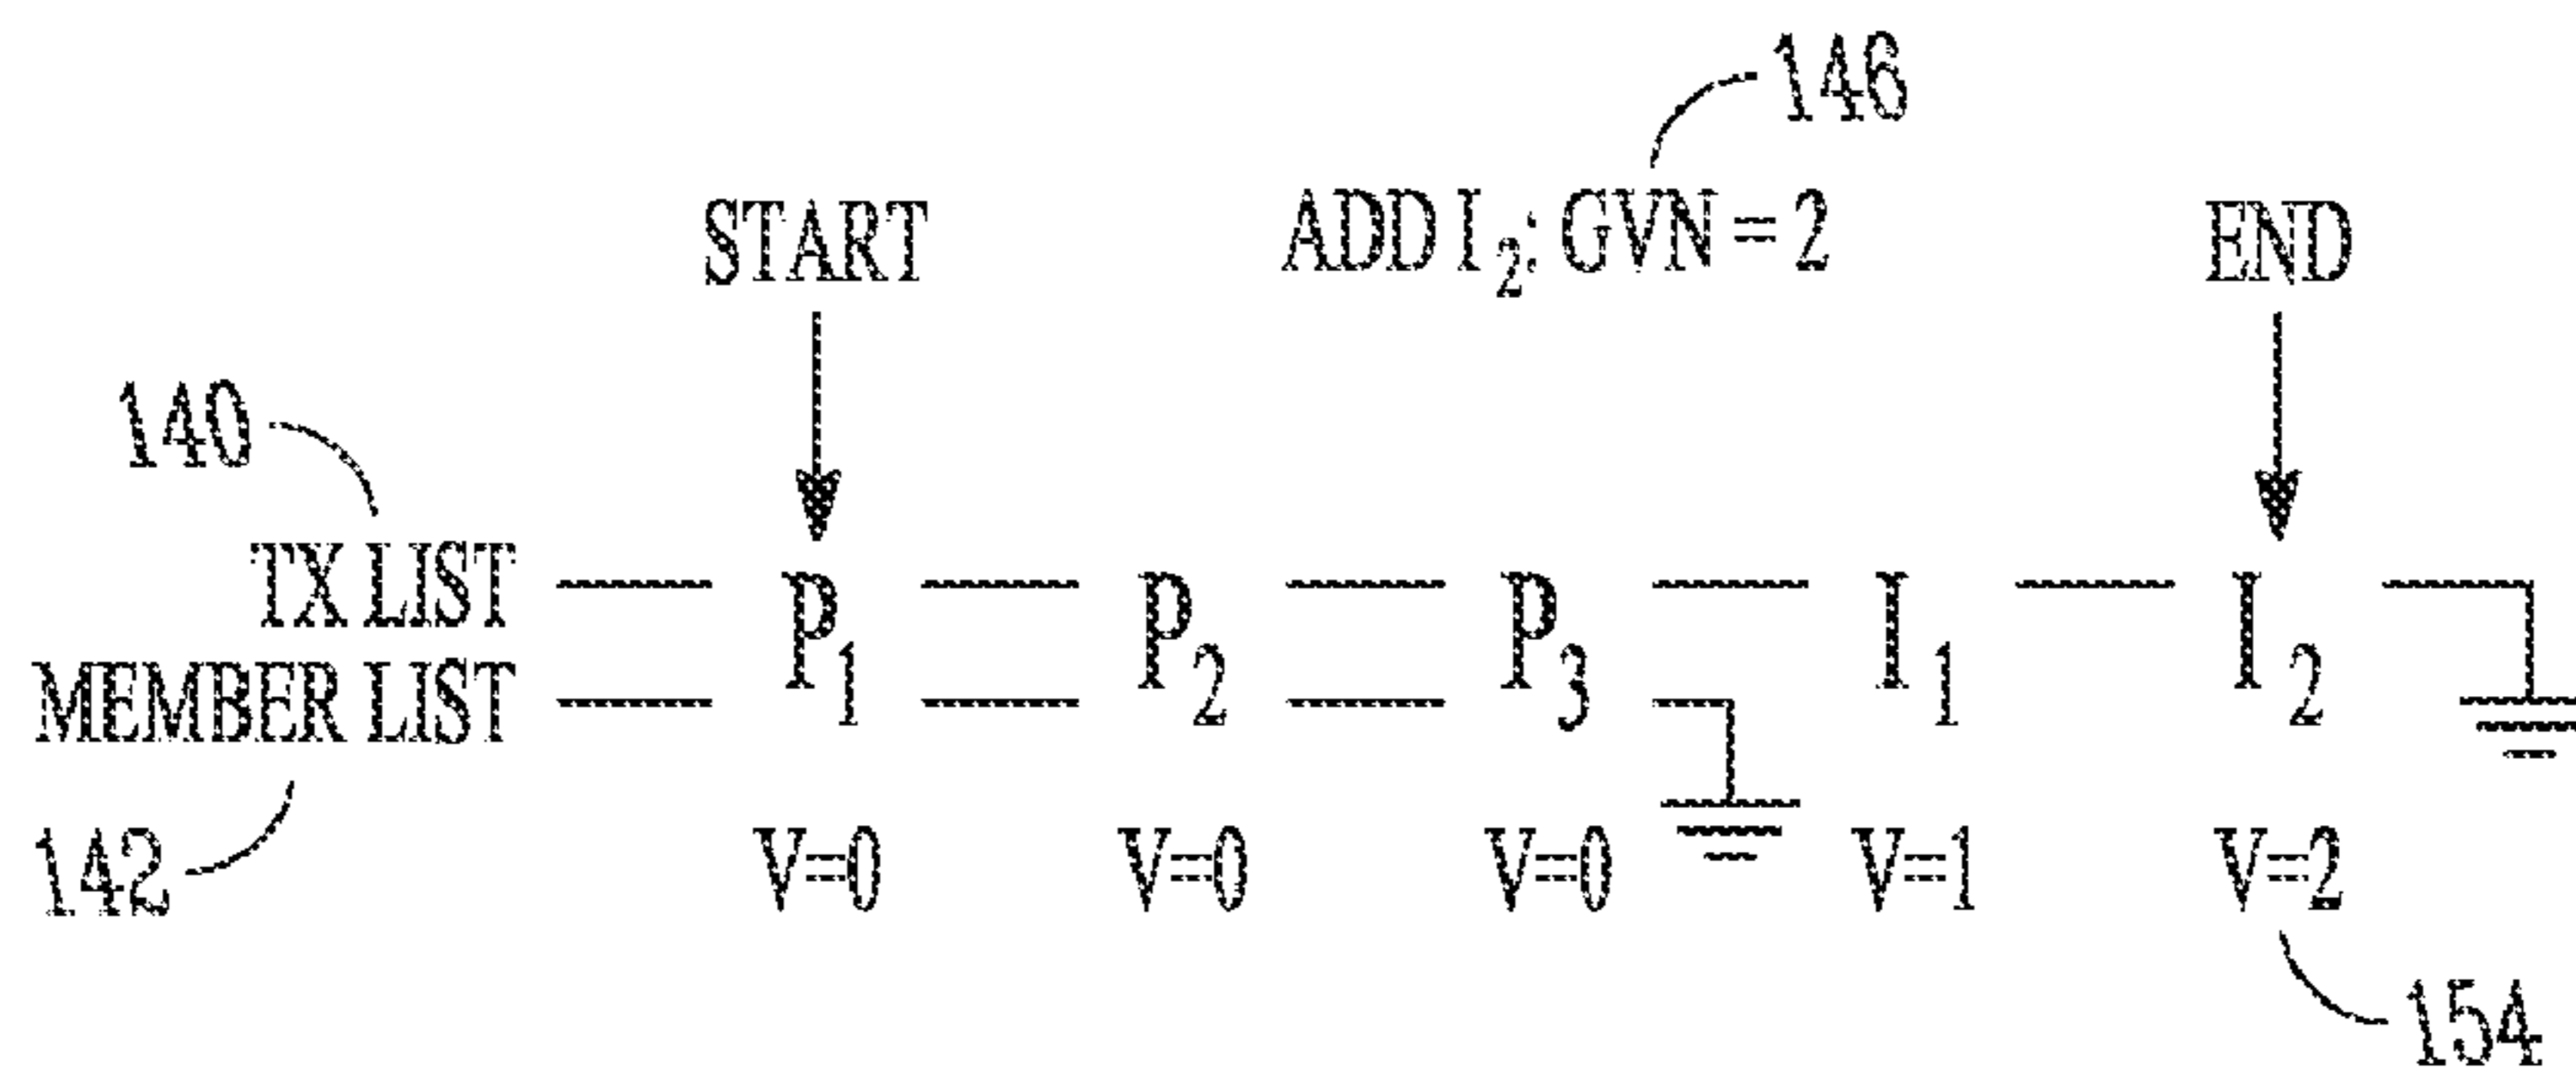 146
START ADD I₂: GVN = 2 END
140
TX LIST P₁ P₂ P₃ I₁ I₂
MEMBER LIST
142 V=0 V=0 V=0 V=1 V=2
154